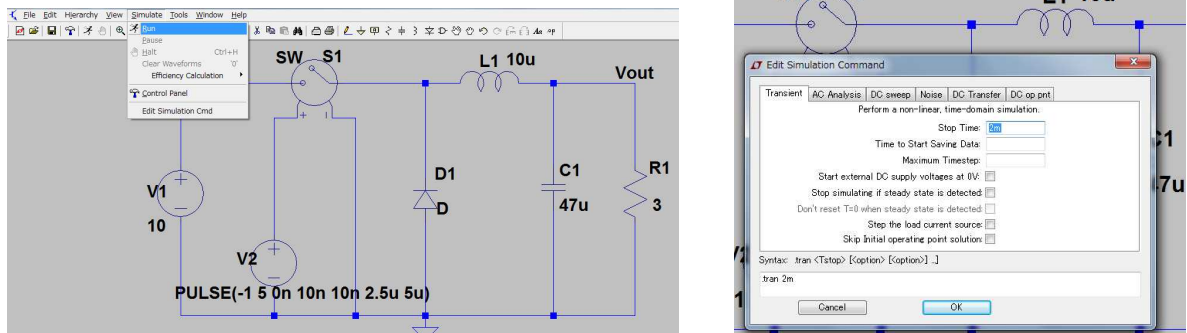 File Edit Hierarchy View Simulate Tools Window Help
Run
Pause
Halt Ctrl+H
Clear Waveforms '0'
Efficiency Calculation
Control Panel
Edit Simulation Cmd
SW S1
L1 10u
Vout
V1
10
D1
D
C1
47u
R1
3
V2
PULSE(-1 5 0n 10n 10n 2.5u 5u)
Edit Simulation Command
Transient AC Analysis DC sweep Noise DC Transfer DC op pnt
Perform a non-linear, time-domain simulation.
Stop Time: 2m
Time to Start Saving Data:
Maximum Timestep:
Start external DC supply voltages at 0V:
Stop simulating if steady state is detected:
Don't reset T=0 when steady state is detected:
Step the load current source:
Skip Initial operating point solution:
Syntax: .tran <Tstop> [<option> [<option>] ..]
.tran 2m
Cancel OK